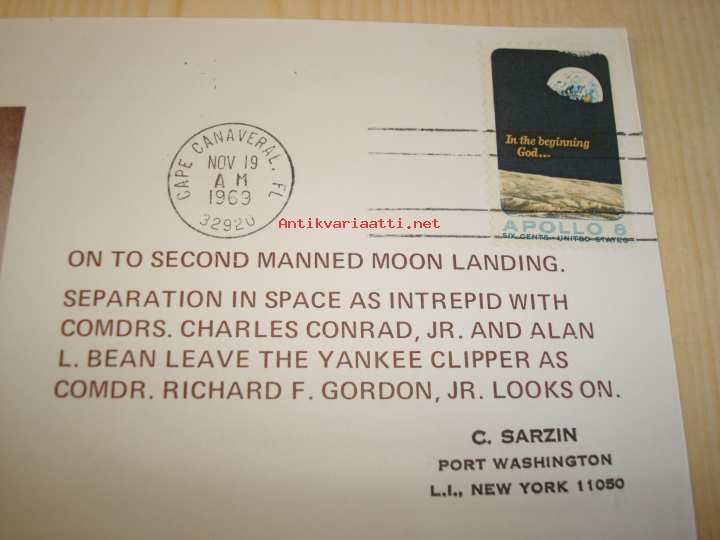 CAPE CANAVERAL, FL
NOV 19
AM
1969
32920
In the beginning
God...
APOLLO 8
SIX CENTS · UNITED STATES
Antikvariaatti.net
ON TO SECOND MANNED MOON LANDING.
SEPARATION IN SPACE AS INTREPID WITH
COMDRS. CHARLES CONRAD, JR. AND ALAN
L. BEAN LEAVE THE YANKEE CLIPPER AS
COMDR. RICHARD F. GORDON, JR. LOOKS ON.
C. SARZIN
PORT WASHINGTON
L.I., NEW YORK 11050